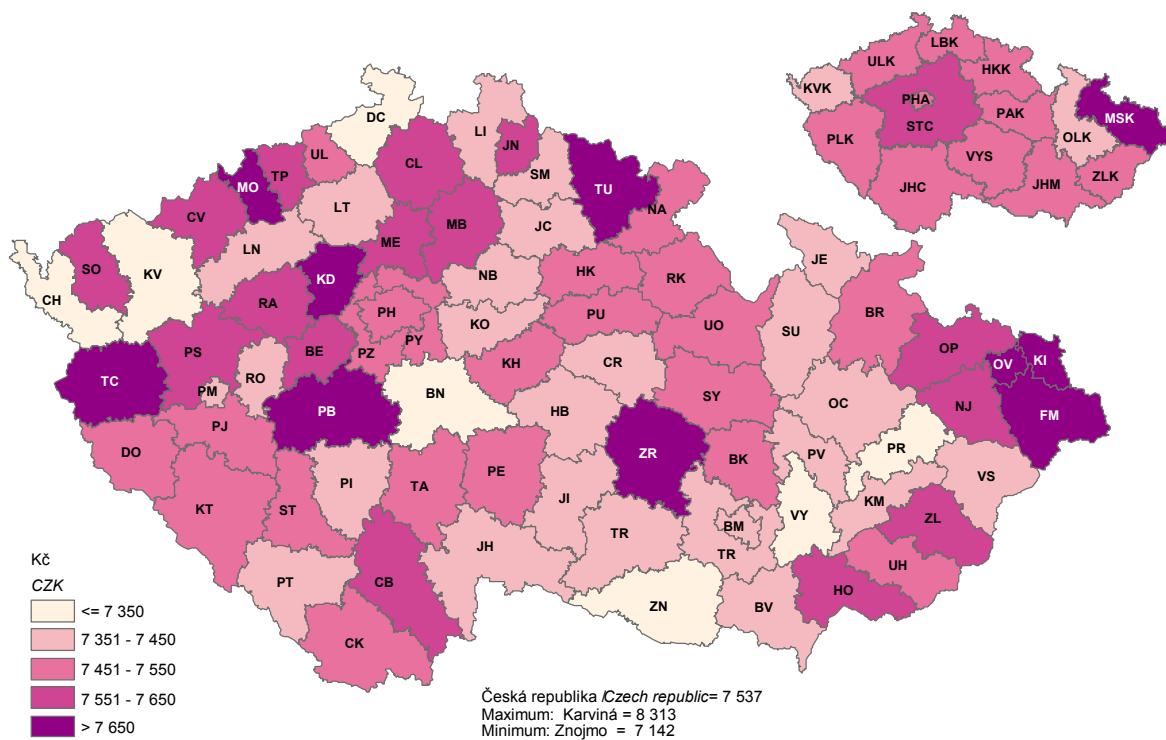 LBK
ULK
HKK
KVK
PHA
MSK
PAK
STC
OLK
PLK
VYS
ZLK
JHC
JHM
DC
LI
UL
JN
MO
TP
CL
SM
TU
CV
LT
NA
MB
JC
ME
LN
SO
KV
JE
KD
NB
HK
RK
CH
RA
PH
KO
PU
UO
SU
BR
PS
BE
PZ
PY
OP
KH
CR
OV
KI
TC
RO
PM
BN
SY
OC
NJ
FM
PB
HB
PJ
DO
ZR
PR
BK
PV
PE
VS
PI
TA
KT
ST
JI
KM
VY
BM
ZL
TR
JH
TR
UH
PT
CB
HO
ZN
BV
CK
Kč
CZK
<= 7 350
7 351 - 7 450
7 451 - 7 550
7 551 - 7 650
> 7 650
Česká republika /Czech republic= 7 537
Maximum: Karviná = 8 313
Minimum: Znojmo = 7 142